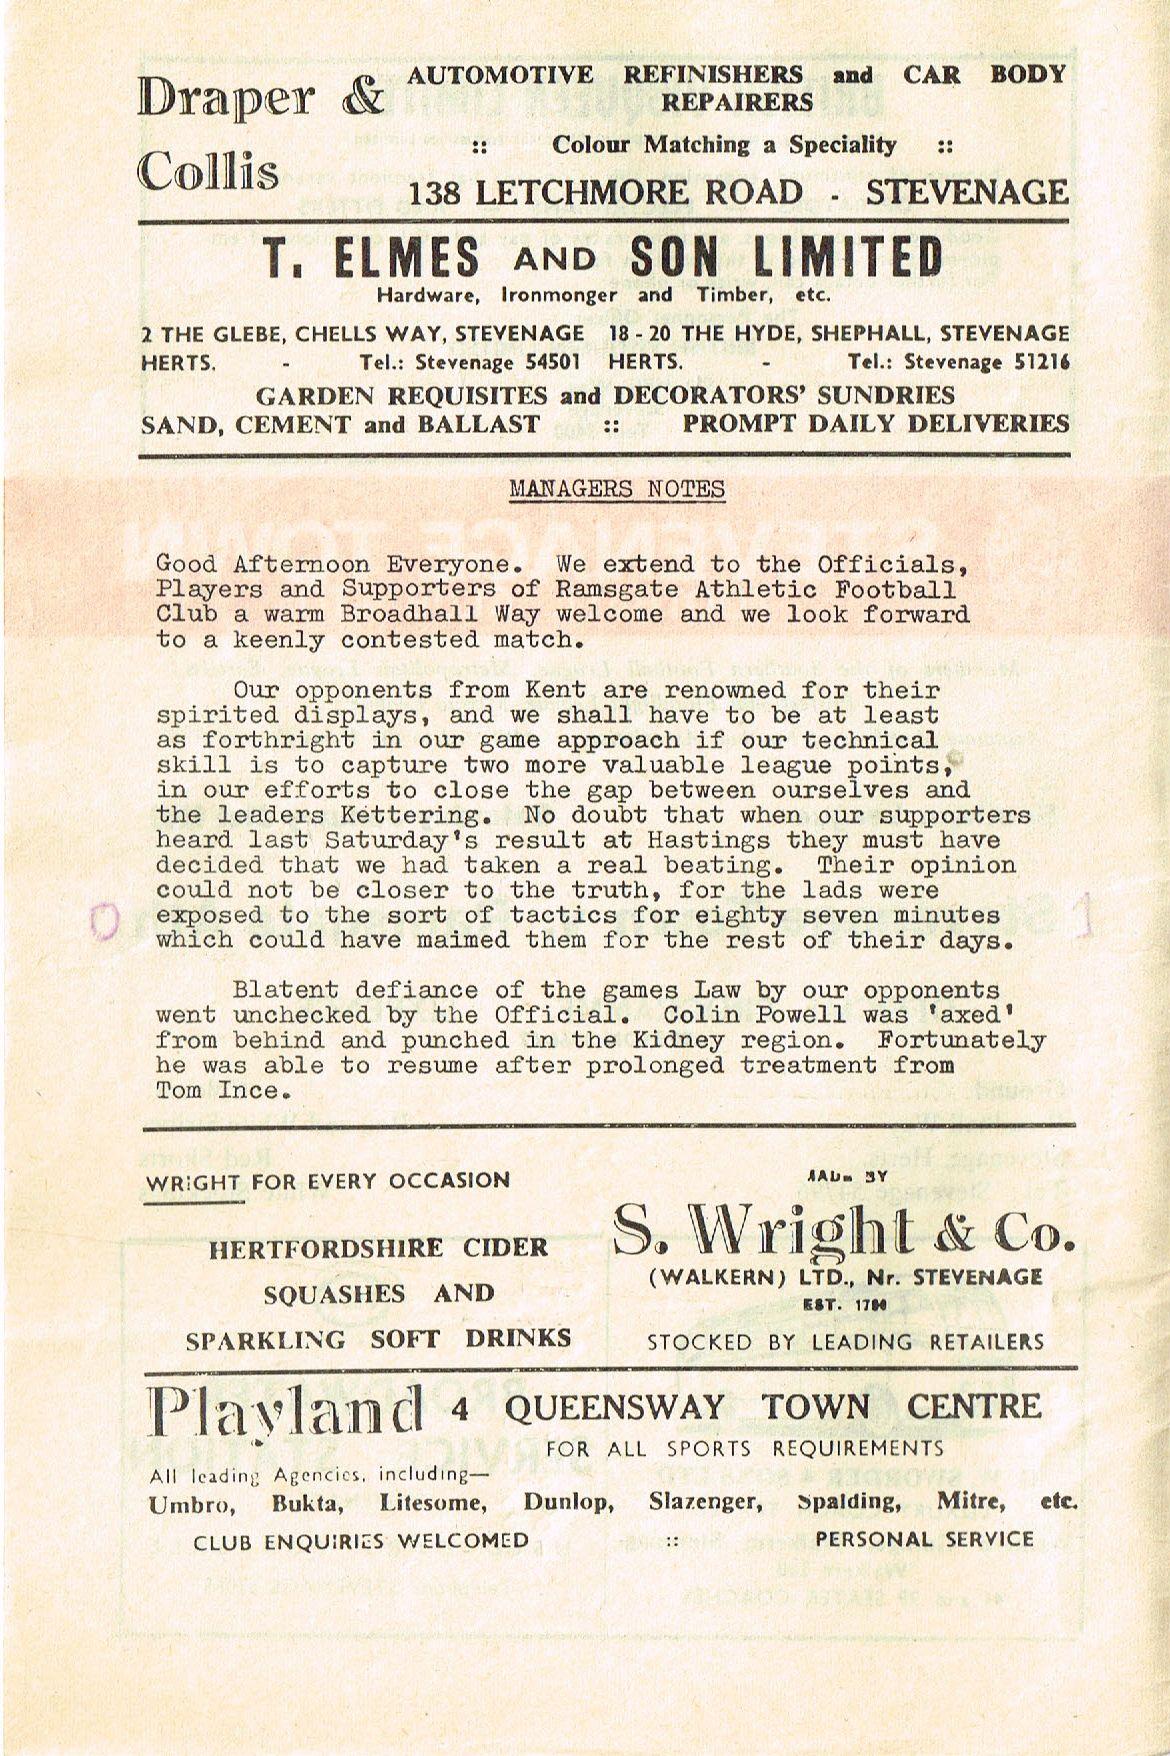 Draper & Collis
AUTOMOTIVE REFINISHERS and CAR BODY
REPAIRERS
:: Colour Matching a Speciality ::
138 LETCHMORE ROAD - STEVENAGE
T. ELMES AND SON LIMITED
Hardware, Ironmonger and Timber, etc.
2 THE GLEBE, CHELLS WAY, STEVENAGE 18-20 THE HYDE, SHEPHALL, STEVENAGE
HERTS. - Tel.: Stevenage 54501 HERTS. - Tel.: Stevenage 51216
GARDEN REQUISITES and DECORATORS' SUNDRIES
SAND, CEMENT and BALLAST :: PROMPT DAILY DELIVERIES
MANAGERS NOTES
Good Afternoon Everyone. We extend to the Officials,
Players and Supporters of Ramsgate Athletic Football
Club a warm Broadhall Way welcome and we look forward
to a keenly contested match.
Our opponents from Kent are renowned for their
spirited displays, and we shall have to be at least
as forthright in our game approach if our technical
skill is to capture two more valuable league points,
in our efforts to close the gap between ourselves and
the leaders Kettering. No doubt that when our supporters
heard last Saturday's result at Hastings they must have
decided that we had taken a real beating. Their opinion
could not be closer to the truth, for the lads were
exposed to the sort of tactics for eighty seven minutes
which could have maimed them for the rest of their days.
Blatent defiance of the games Law by our opponents
went unchecked by the Official. Colin Powell was 'axed'
from behind and punched in the Kidney region. Fortunately
he was able to resume after prolonged treatment from
Tom Ince.
WRIGHT FOR EVERY OCCASION
HERTFORDSHIRE CIDER
SQUASHES AND
SPARKLING SOFT DRINKS
MADE BY
S. Wright & Co.
(WALKERN) LTD., Nr. STEVENAGE
EST.
STOCKED BY LEADING RETAILERS
Playland 4 QUEENSWAY TOWN CENTRE
FOR ALL SPORTS REQUIREMENTS
All leading Agencies, including—
Umbro, Bukta, Litesome, Dunlop, Slazenger, Spalding, Mitre, etc.
CLUB ENQUIRIES WELCOMED :: PERSONAL SERVICE